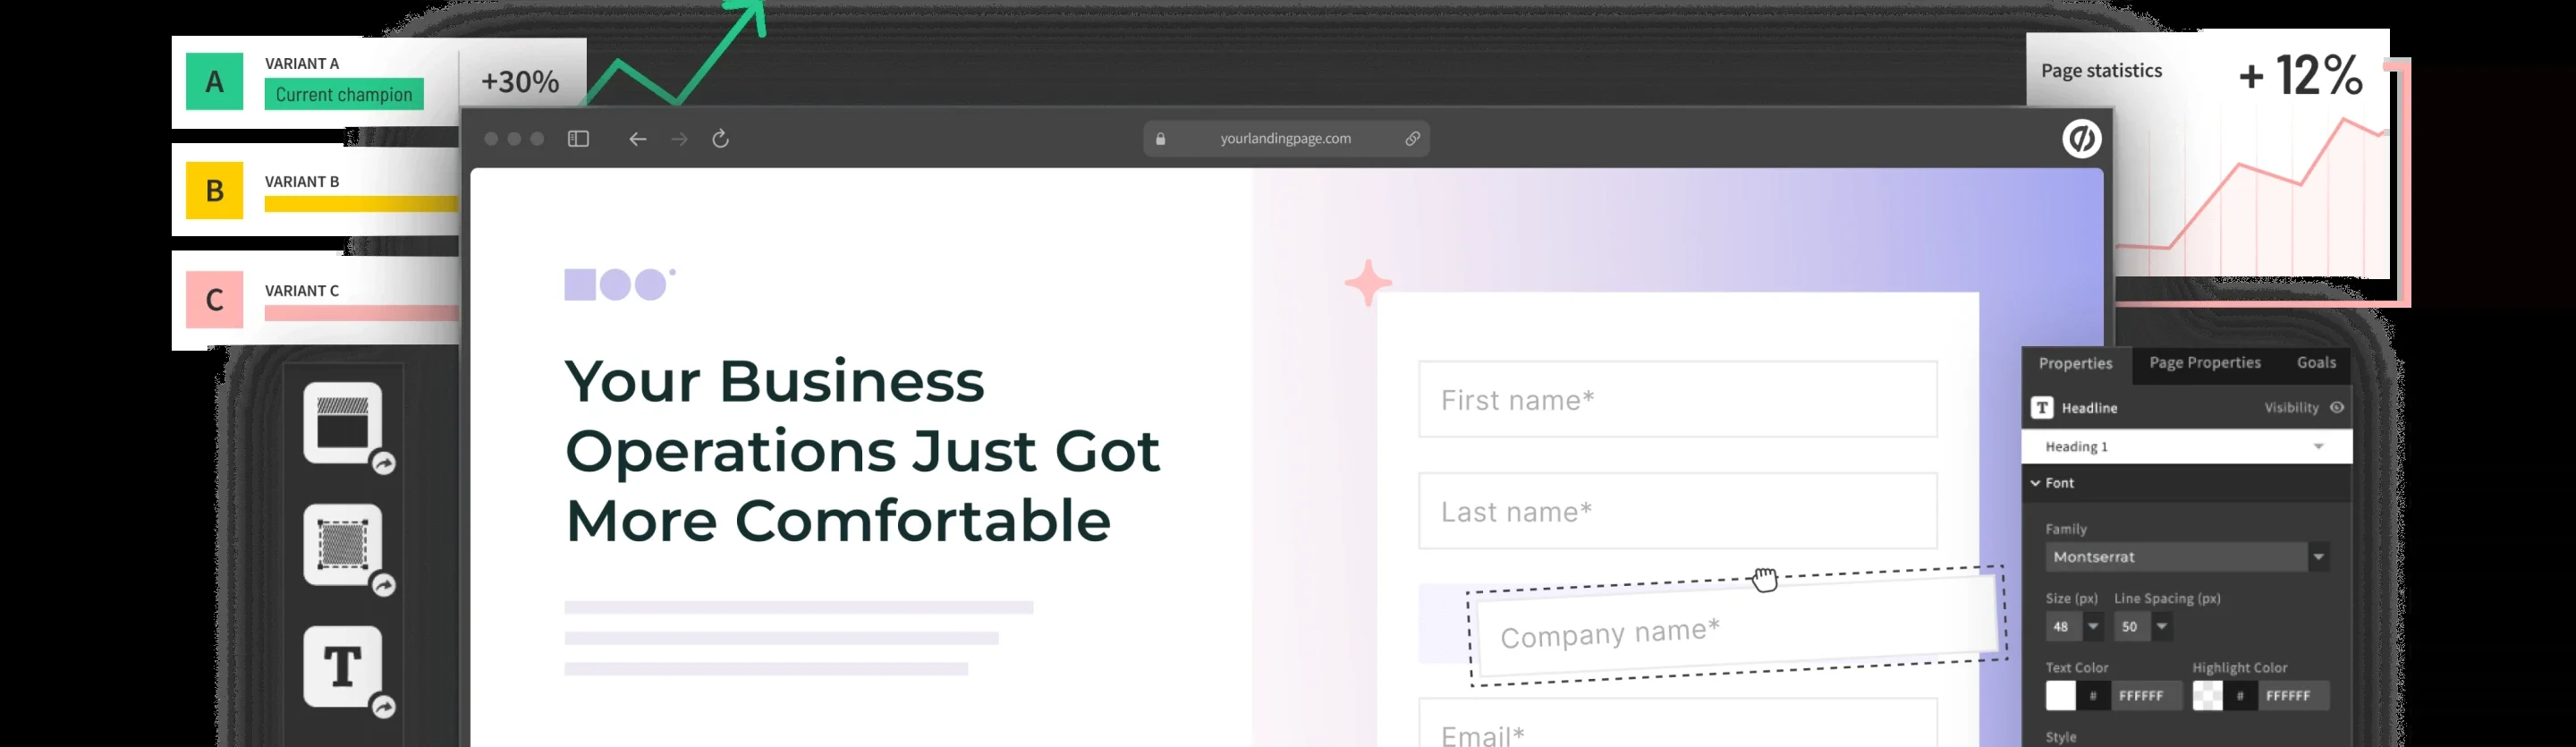 A
VARIANT A
Current champion
+30%
B
VARIANT B
C
VARIANT C
T
yourlandingpage.com
Your Business
Operations Just Got
More Comfortable
First name*
Last name*
Company name*
Email*
Page statistics
+ 12%
Properties Page Properties Goals
T Headline Visibility
Heading 1
Font
Family
Montserrat
Size (px) Line Spacing (px)
48 50
Text Color Highlight Color
# FFFFFF # FFFFFF
Style